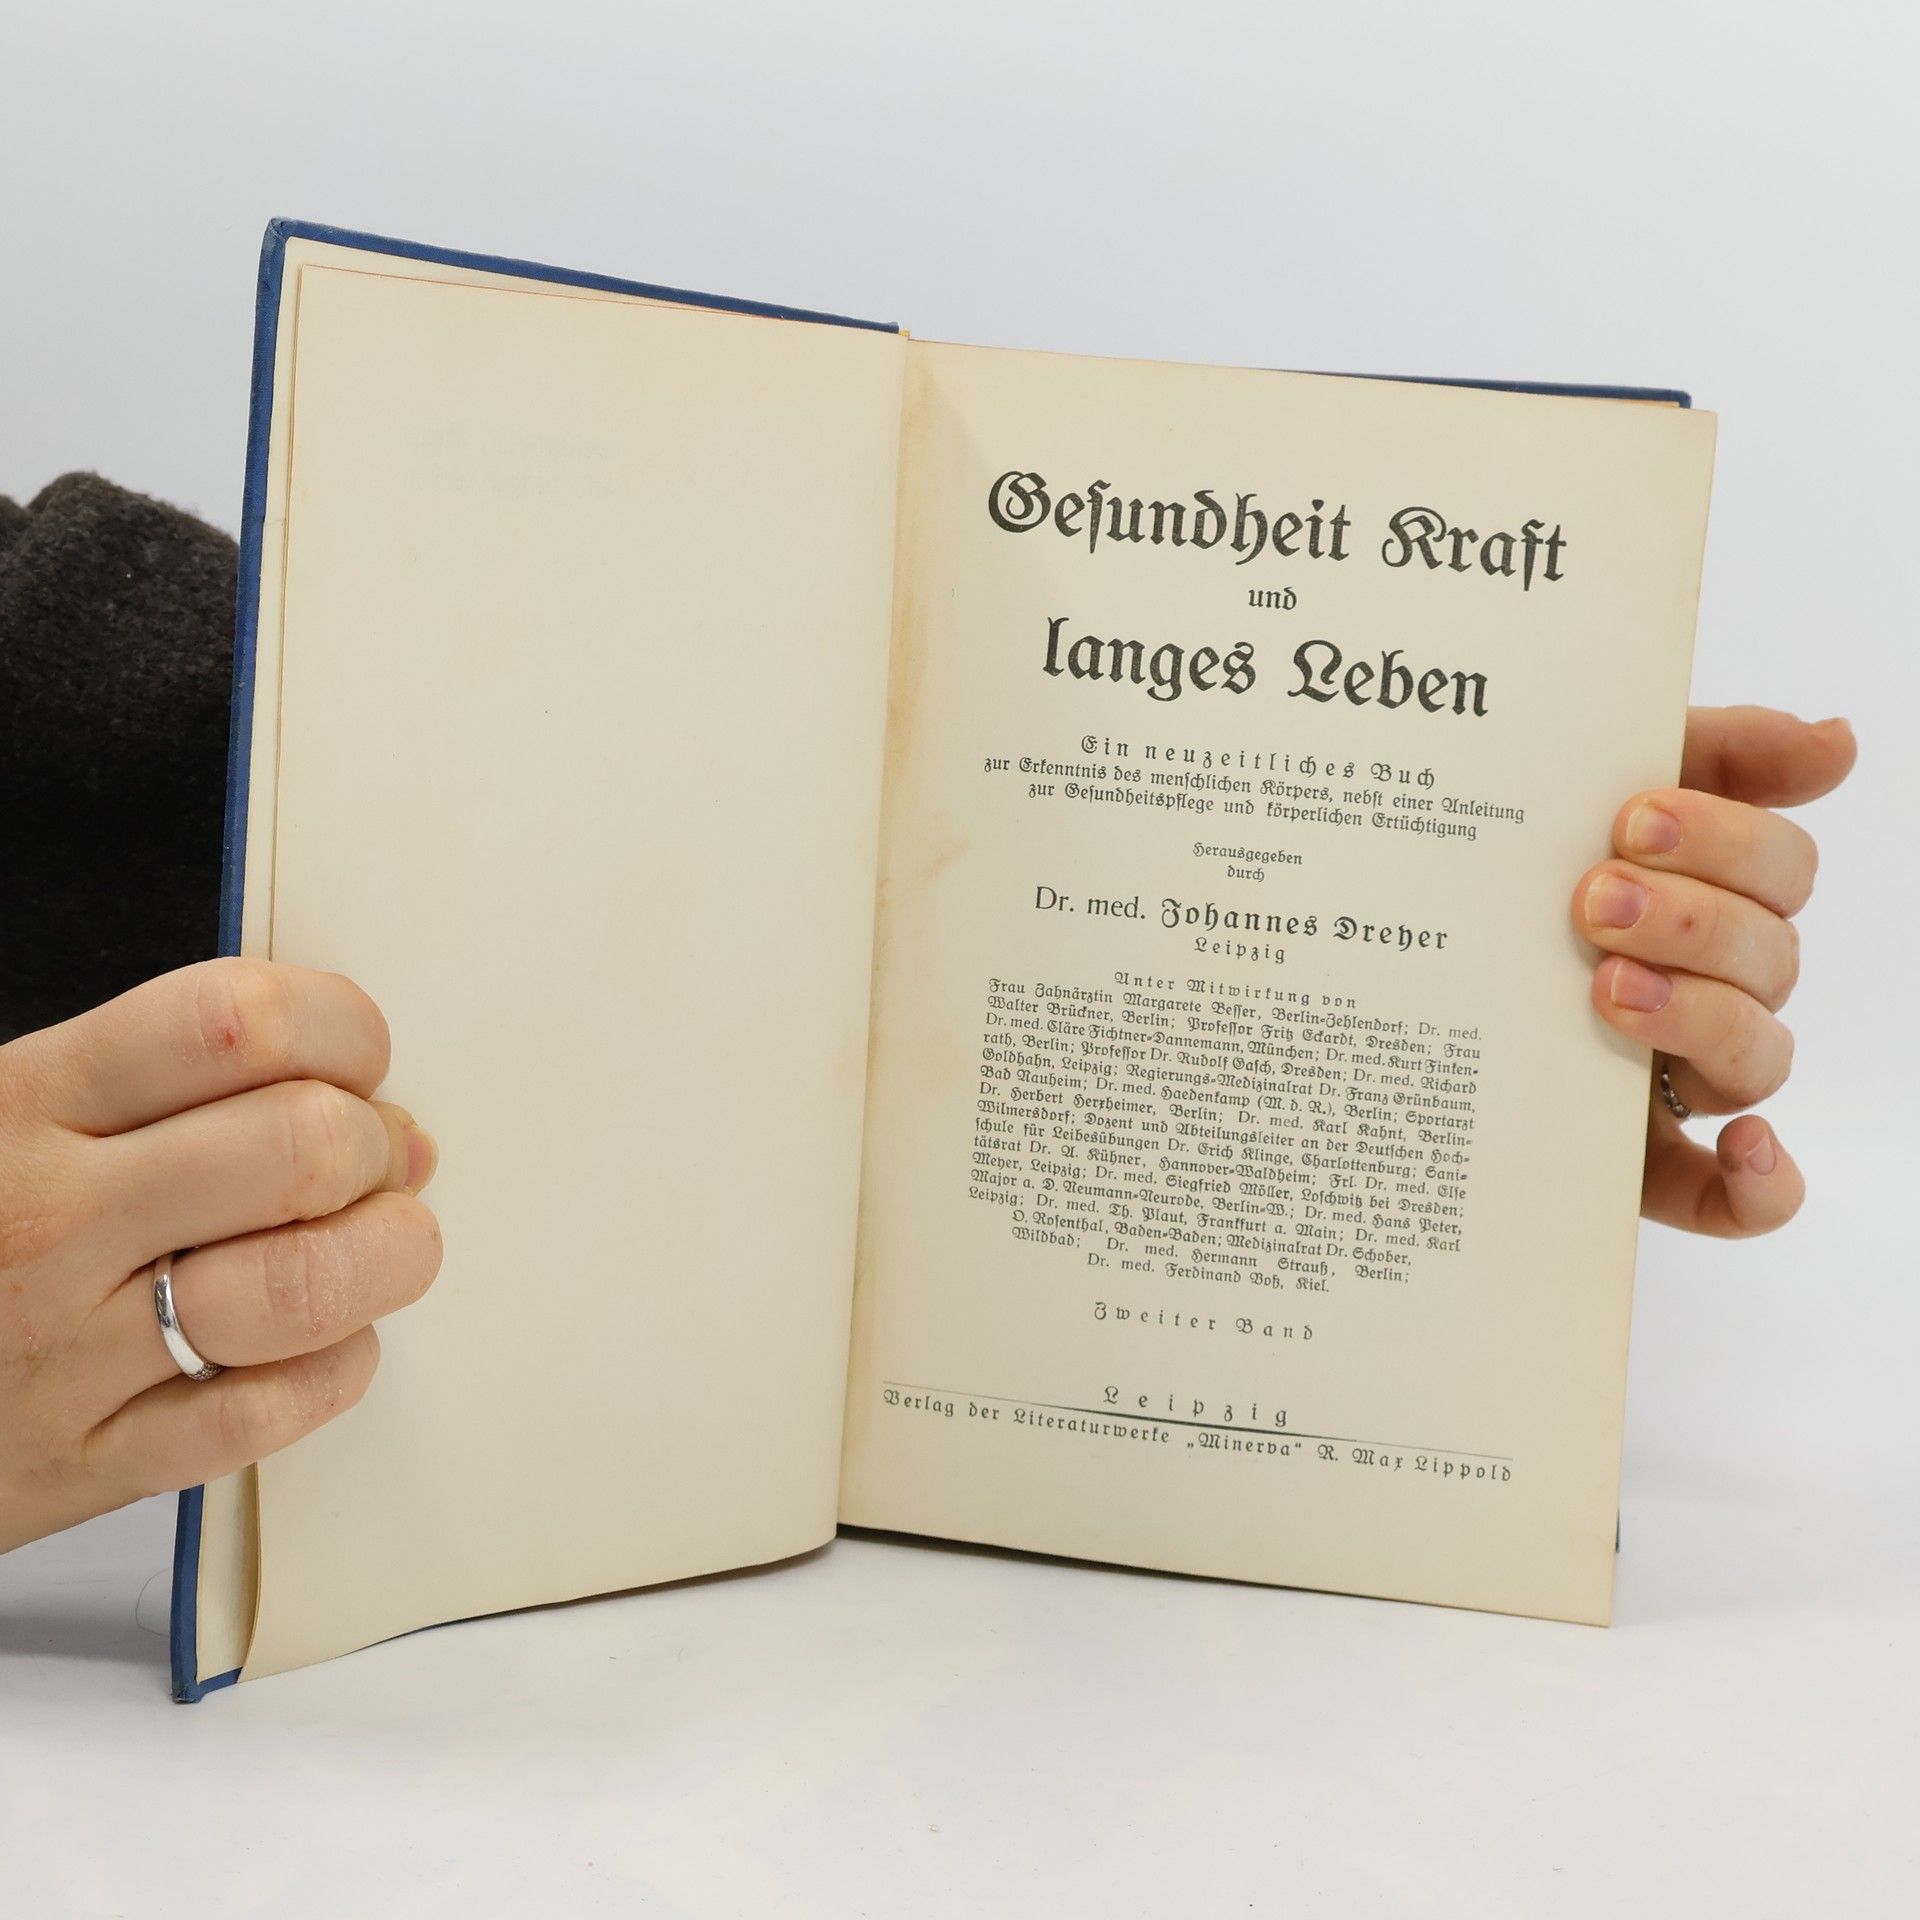 Gesundheit Kraft
und
langes Leben
Ein neuzeitliches Buch
zur Erkenntnis des menschlichen Körpers, nebst einer Anleitung
zur Gesundheitspflege und körperlichen Ertüchtigung
Herausgegeben
durch
Dr. med. Johannes Dreyer
Leipzig
Unter Mitwirkung von
Frau Zahnärztin Margarete Besser, Berlin-Zehlendorf; Dr. med.
Walter Brückner, Berlin; Professor Fritz Eckardt, Dresden; Frau
Dr. med. Cläre Fichtner-Dannemann, München; Dr. med. Kurt Finken-
rath, Berlin; Professor Dr. Rudolf Gasch, Dresden; Dr. med. Richard
Goldhahn, Leipzig; Regierungs-Medizinalrat Dr. Franz Grünbaum,
Bad Nauheim; Dr. med. Haedenkamp (M. d. R.), Berlin; Sportarzt
Dr. Herbert Herxheimer, Berlin; Dr. med. Karl Kahnt, Berlin-
Wilmersdorf; Dozent und Abteilungsleiter an der Deutschen Hoch-
schule für Leibesübungen Dr. Erich Klinge, Charlottenburg; Sani-
tätsrat Dr. A. Kühner, Hannover-Waldheim; Frl. Dr. med. Else
Meyer, Leipzig; Dr. med. Siegfried Möller, Loschwitz bei Dresden;
Major a. D. Neumann-Neurode, Berlin-W.; Dr. med. Hans Peter,
Leipzig; Dr. med. Th. Plaut, Frankfurt a. Main; Dr. med. Karl
O. Rosenthal, Baden-Baden; Medizinalrat Dr. Schober,
Wildbad; Dr. med. Hermann Strauß, Berlin;
Dr. med. Ferdinand Voß, Kiel.
Zweiter Band
Leipzig
Verlag der Literaturwerke „Minerva“ R. Max Lippold